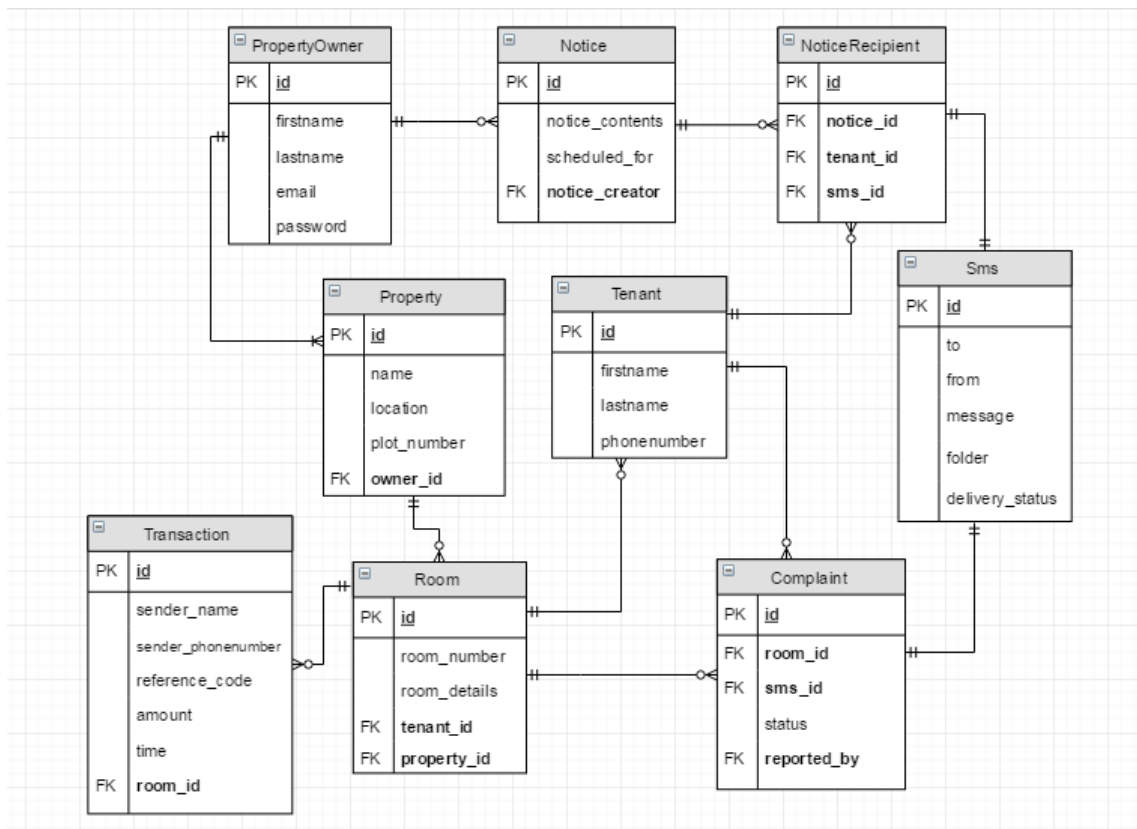 PropertyOwner
PK id
firstname
lastname
email
password
Notice
PK id
notice_contents
scheduled_for
FK notice_creator
NoticeRecipient
PK id
FK notice_id
FK tenant_id
FK sms_id
Property
PK id
name
location
plot_number
FK owner_id
Tenant
PK id
firstname
lastname
phonenumber
Sms
PK id
to
from
message
folder
delivery_status
Transaction
PK id
sender_name
sender_phonenumber
reference_code
amount
time
FK room_id
Room
PK id
room_number
room_details
FK tenant_id
FK property_id
Complaint
PK id
FK room_id
FK sms_id
status
FK reported_by